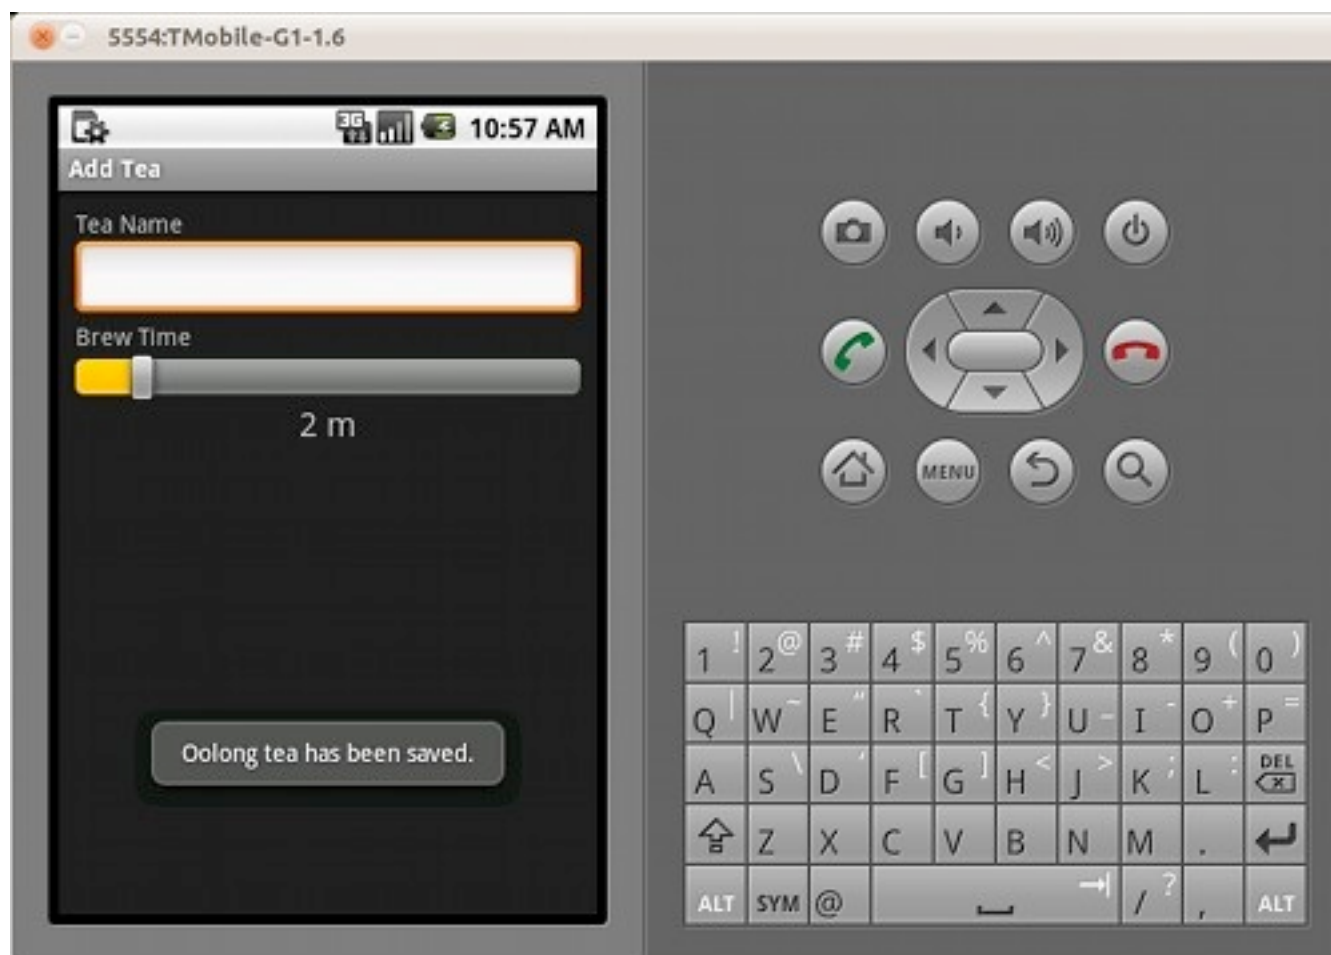 5554:TMobile-G1-1.6
3G
10:57 AM
Add Tea
Tea Name
Brew Time
2 m
Oolong tea has been saved.
MENU
1 ! 2 @ 3 # 4 $ 5 % 6 ^ 7 & 8 * 9 ( 0 )
Q | W ~ E " R ` T { Y } U _ I - O + P =
A S \ D ' F [ G ] H < J > K ; L : DEL
Z X C V B N M .
ALT SYM @ / ? , ALT